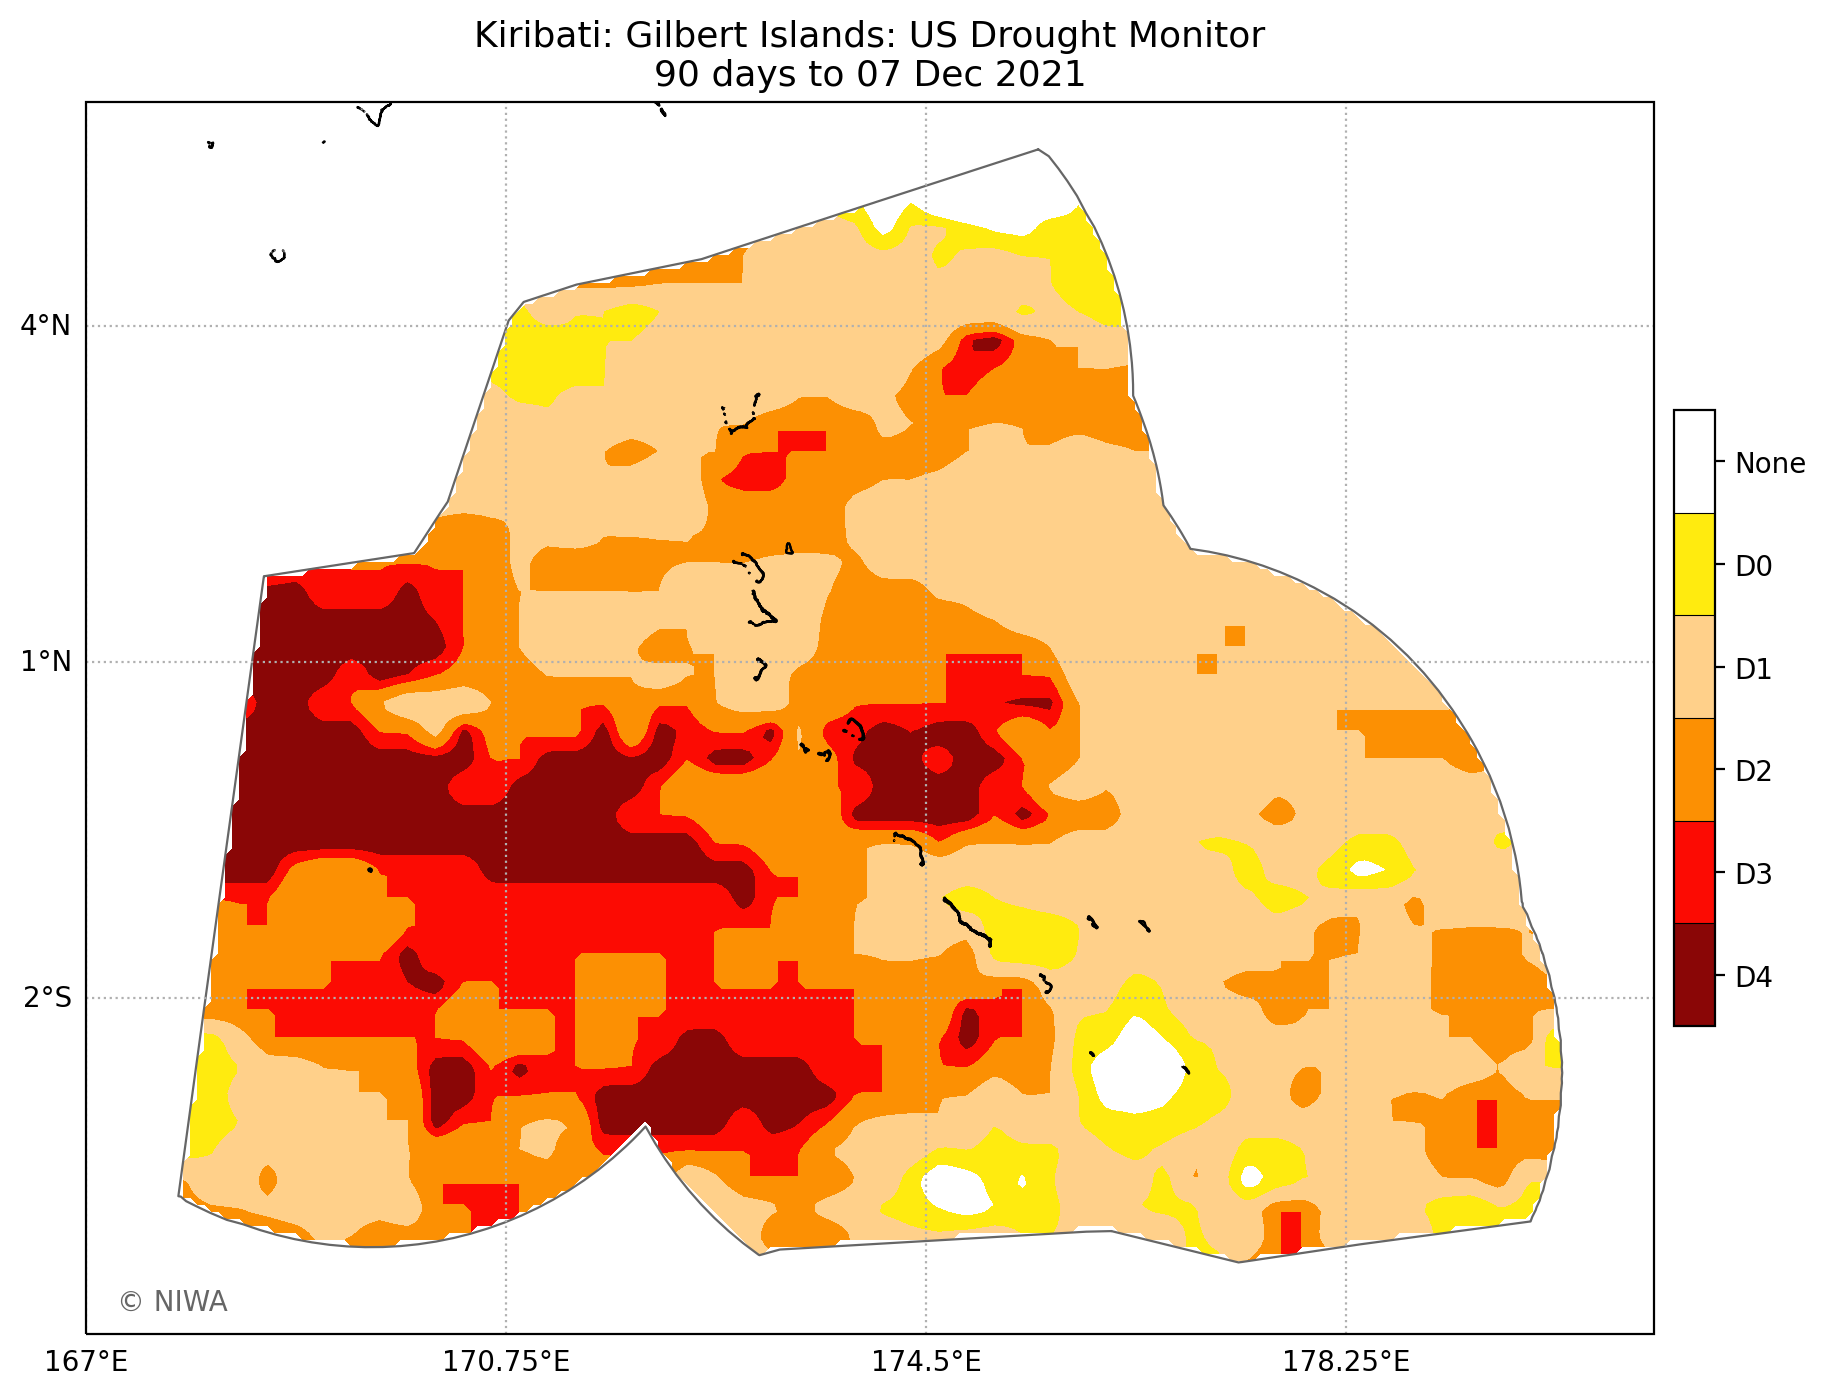 Kiribati: Gilbert Islands: US Drought Monitor
90 days to 07 Dec 2021
4°N
1°N
2°S
167°E
170.75°E
174.5°E
178.25°E
None
D0
D1
D2
D3
D4
© NIWA